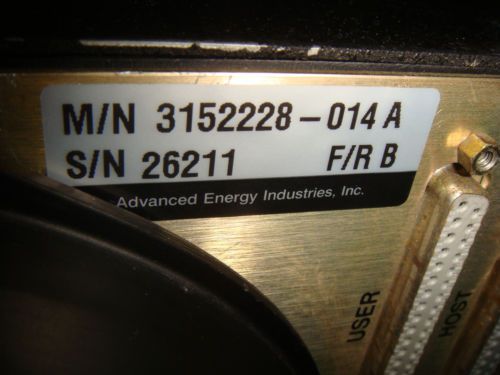 M/N 3152228-014 A
S/N 26211 F/R B
Advanced Energy Industries, Inc.
USER
HOST